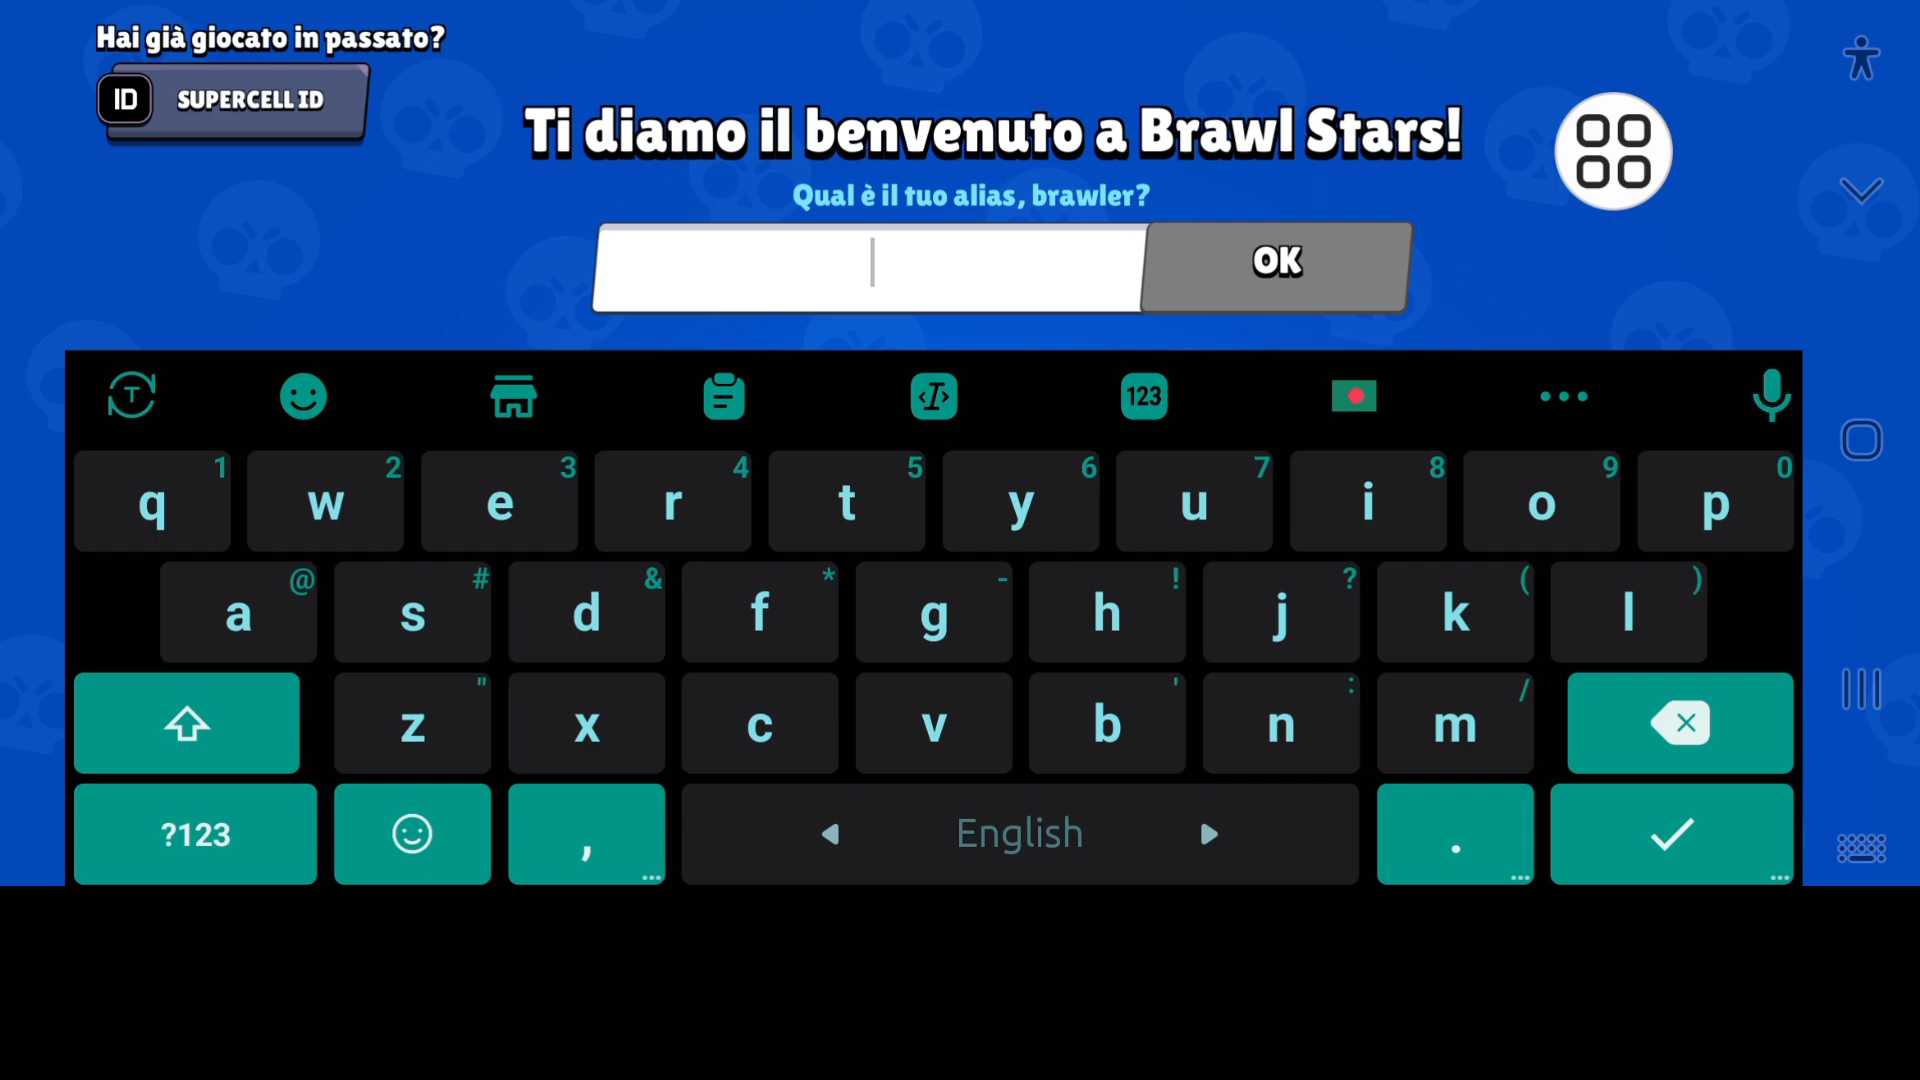 Hai già giocato in passato?
ID SUPERCELL ID
Ti diamo il benvenuto a Brawl Stars!
Qual è il tuo alias, brawler?
OK
T 123
1 2 3 4 5 6 7 8 9 0
q w e r t y u i o p
@ # & * - ! ? ( )
a s d f g h j k l
" ' : /
z x c v b n m
?123 , ... English . ... ...